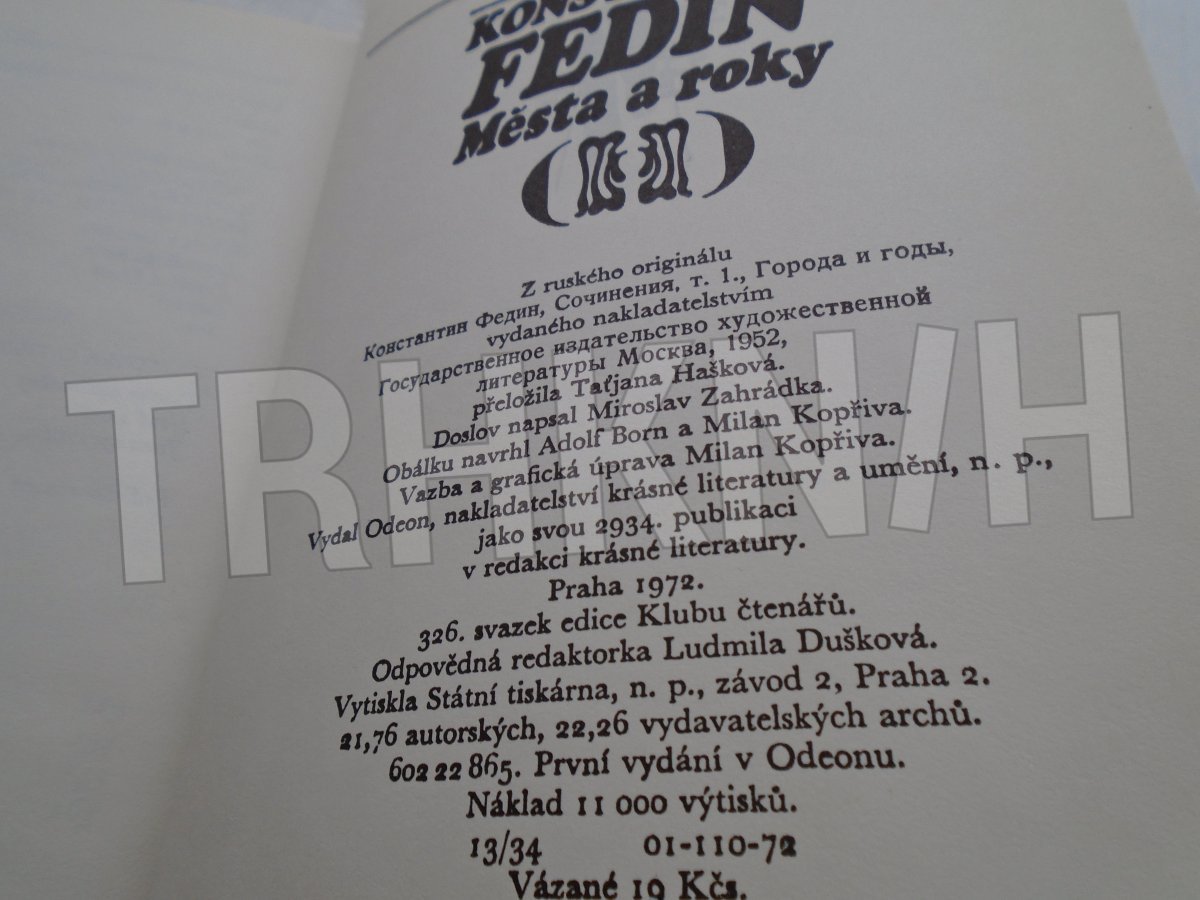 KONS
FEDIN
Města a roky
Z ruského originálu
Константин Федин, Сочинения, т. 1., Города и годы,
vydaného nakladatelstvím
Государственное издательство художественной
литературы Москва, 1952,
přeložila Taťjana Hašková.
Doslov napsal Miroslav Zahrádka.
Obálku navrhl Adolf Born a Milan Kopřiva.
Vazba a grafická úprava Milan Kopřiva.
Vydal Odeon, nakladatelství krásné literatury a umění, n. p.,
jako svou 2934. publikaci
v redakci krásné literatury.
Praha 1972.
326. svazek edice Klubu čtenářů.
Odpovědná redaktorka Ludmila Dušková.
Vytiskla Státní tiskárna, n. p., závod 2, Praha 2.
21,76 autorských, 22,26 vydavatelských archů.
602 22 865. První vydání v Odeonu.
Náklad 11 000 výtisků.
13/34 01-110-72
Vázané 19 Kčs.
TRHKNIH